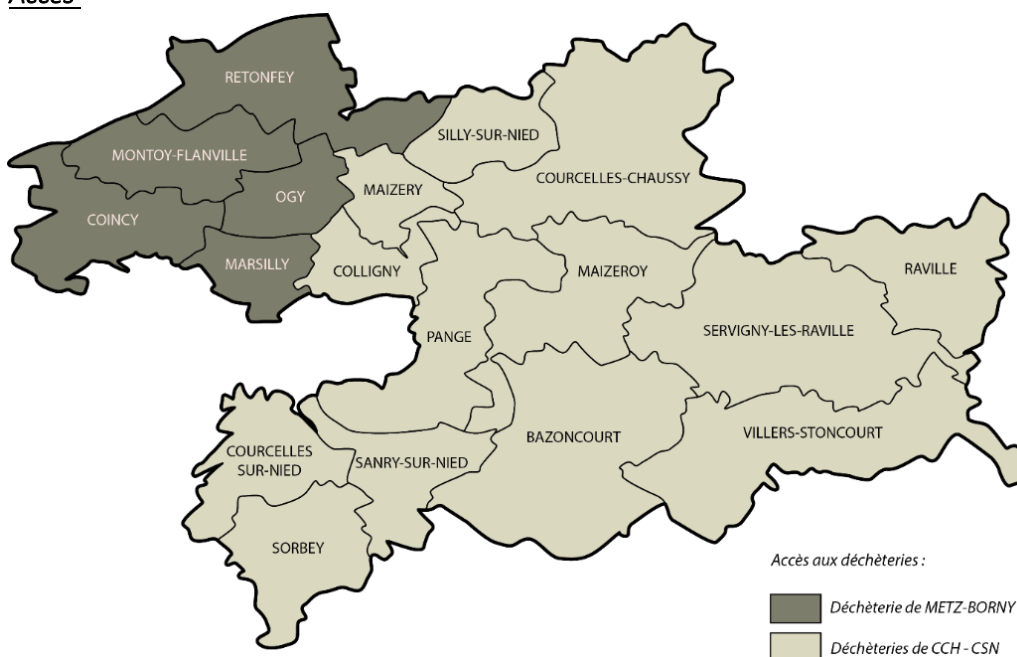 Accès
RETONFEY
SILLY-SUR-NIED
MONTOY-FLANVILLE
COURCELLES-CHAUSSY
MAIZERY
OGY
COINCY
MARSILLY
COLLIGNY
MAIZEROY
RAVILLE
PANGE
SERVIGNY-LES-RAVILLE
BAZONCOURT
VILLERS-STONCOURT
COURCELLES
SUR-NIED
SANRY-SUR-NIED
SORBEY
Accès aux déchèteries :
Déchèterie de METZ-BORNY
Déchèteries de CCH - CSN